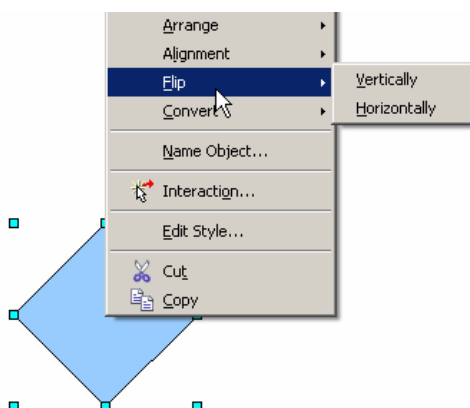 Arrange
Alignment
Flip
Convert
Name Object...
Interaction...
Edit Style...
Cut
Copy
Vertically
Horizontally